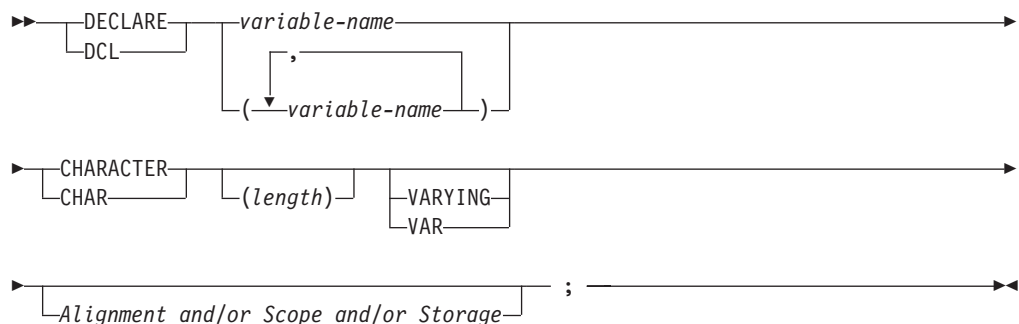 DECLARE variable-name
DCL ,
( variable-name )
CHARACTER
CHAR (length) VARYING
VAR
;
Alignment and/or Scope and/or Storage